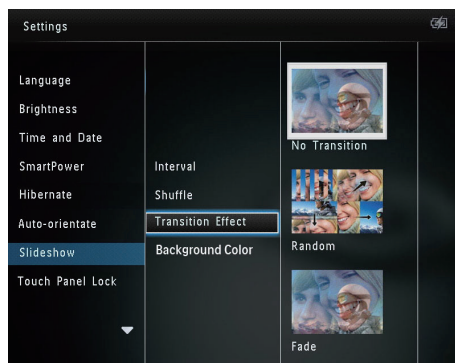 Settings
Language
Brightness
Time and Date
SmartPower
Hibernate
Auto-orientate
Slideshow
Touch Panel Lock
Interval
Shuffle
Transition Effect
Background Color
No Transition
Random
Fade